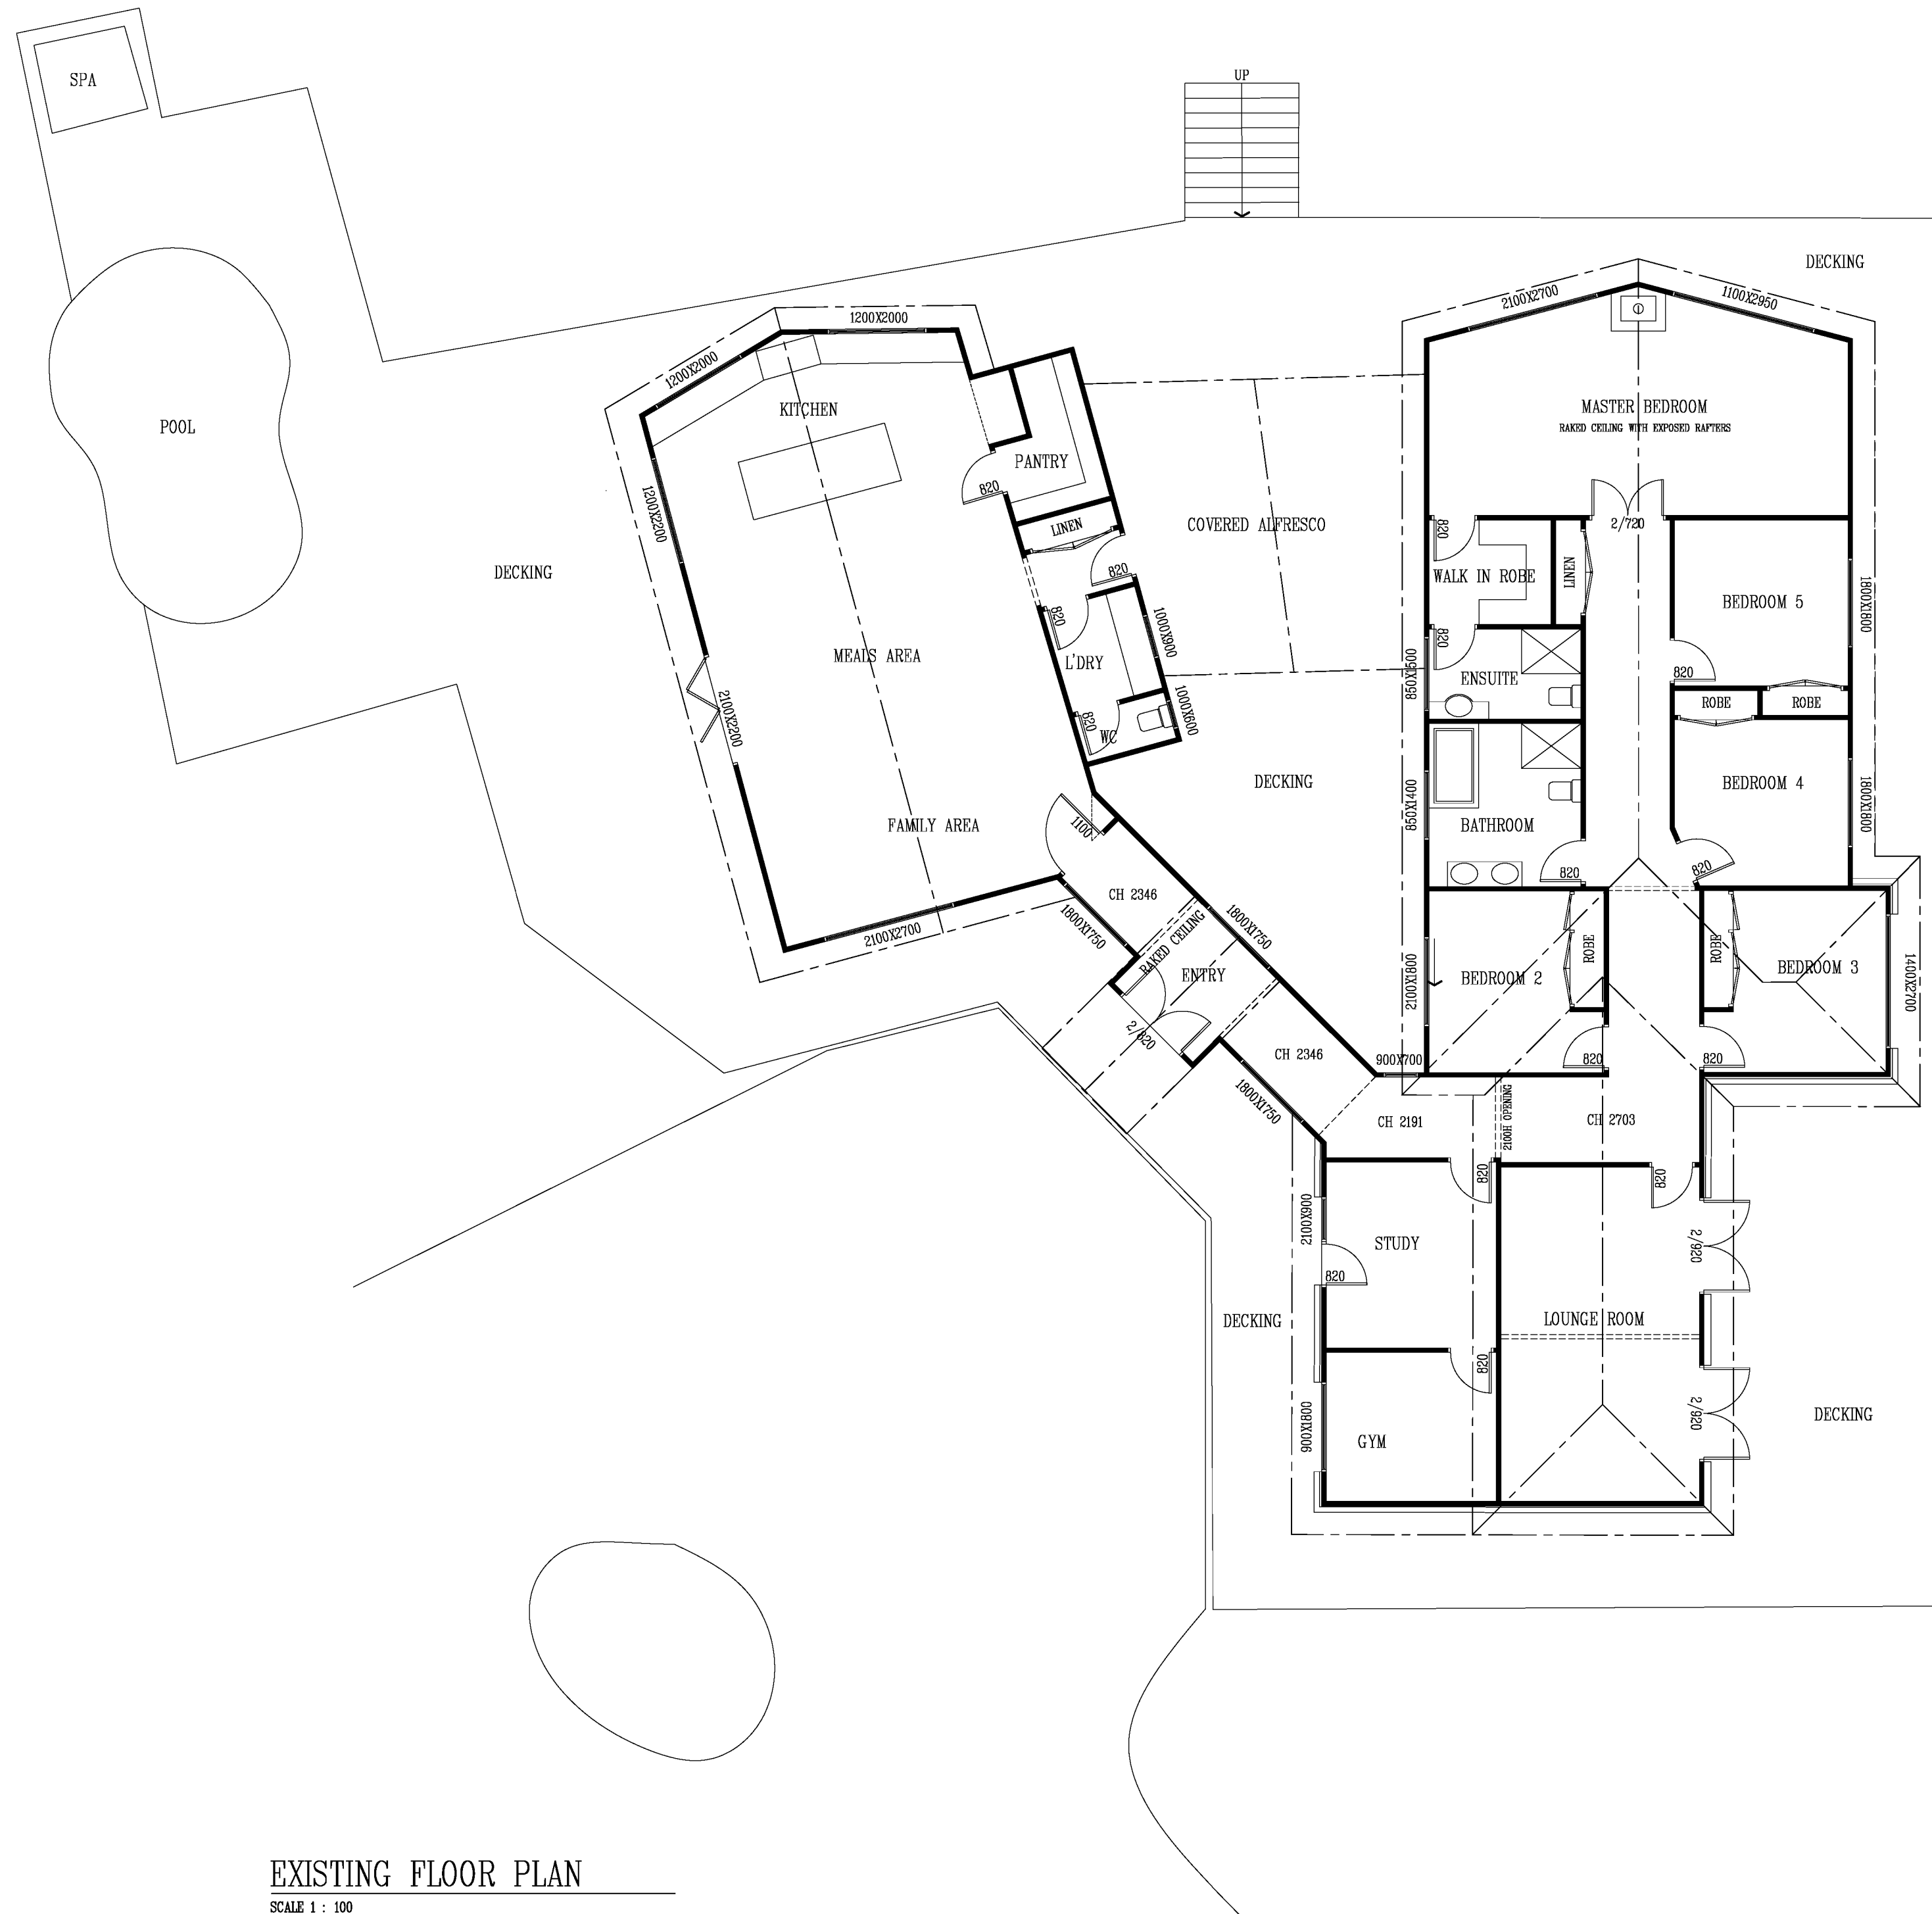 UP
SPA
DECKING
2100X2700
1100X2950
1200X2000
1200X2000
KITCHEN
MASTER BEDROOM
RAKED CEILING WITH EXPOSED RAFTERS
POOL
PANTRY
820
1200X2200
LINEN
COVERED ALFRESCO
2/720
820
DECKING
820
WALK IN ROBE
LINEN
BEDROOM 5
1800X1800
820
1000X900
820
MEALS AREA
L'DRY
850X1500
ENSUITE
820
ROBE
ROBE
2100X2200
820
WC
1000X600
DECKING
BEDROOM 4
1800X1800
850X1400
BATHROOM
FAMILY AREA
1100
820
820
CH 2346
1800X1750
2100X2700
RAKED CEILING
1800X1750
ENTRY
2100X1800
BEDROOM 2
ROBE
ROBE
BEDROOM 3
1400X2700
2/820
CH 2346
900X700
820
820
1800X1750
CH 2191
2100H OPENING
CH 2703
820
820
2100X900
STUDY
2/920
820
DECKING
LOUNGE ROOM
820
900X1800
GYM
2/920
DECKING
EXISTING FLOOR PLAN
SCALE 1 : 100